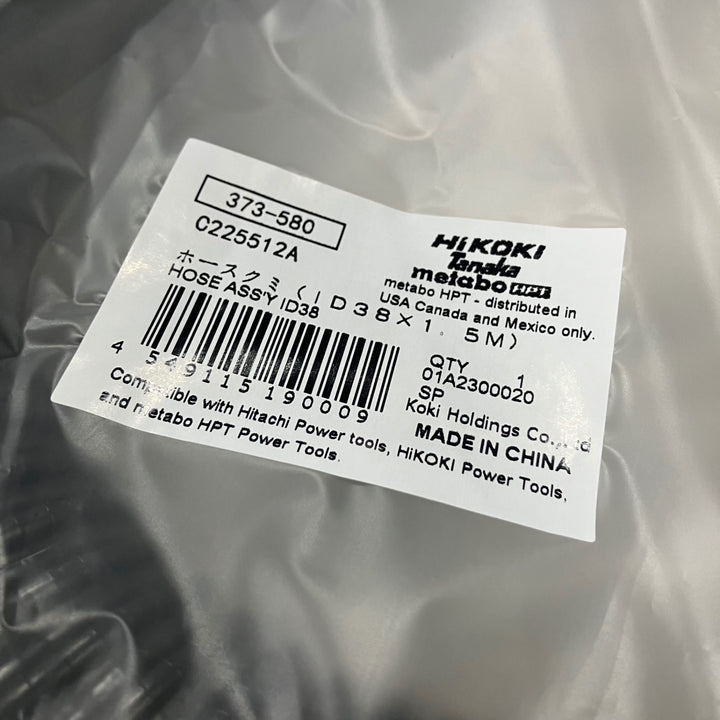 373-580
C225512A
ホースクミ(ID38×1.5M)
HOSE ASS'Y ID38
4 549115 190009
HiKOKI
Tanaka
metabo HPT
metabo HPT - distributed in
USA Canada and Mexico only.
QTY 1
01A2300020
SP
Koki Holdings Co.,
MADE IN CHINA
Compatible with Hitachi Power tools, HiKOKI Power Tools,
and metabo HPT Power Tools.